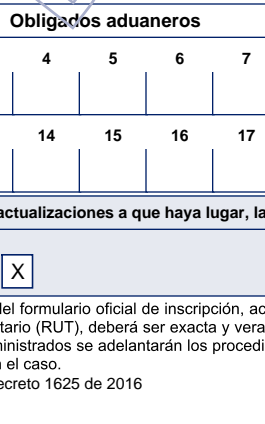 Obligados aduaneros
4 5 6 7
14 15 16 17
actualizaciones a que haya lugar, la
X
del formulario oficial de inscripción, ac
tario (RUT), deberá ser exacta y vera
ministrados se adelantarán los procedi
el caso.
ecreto 1625 de 2016